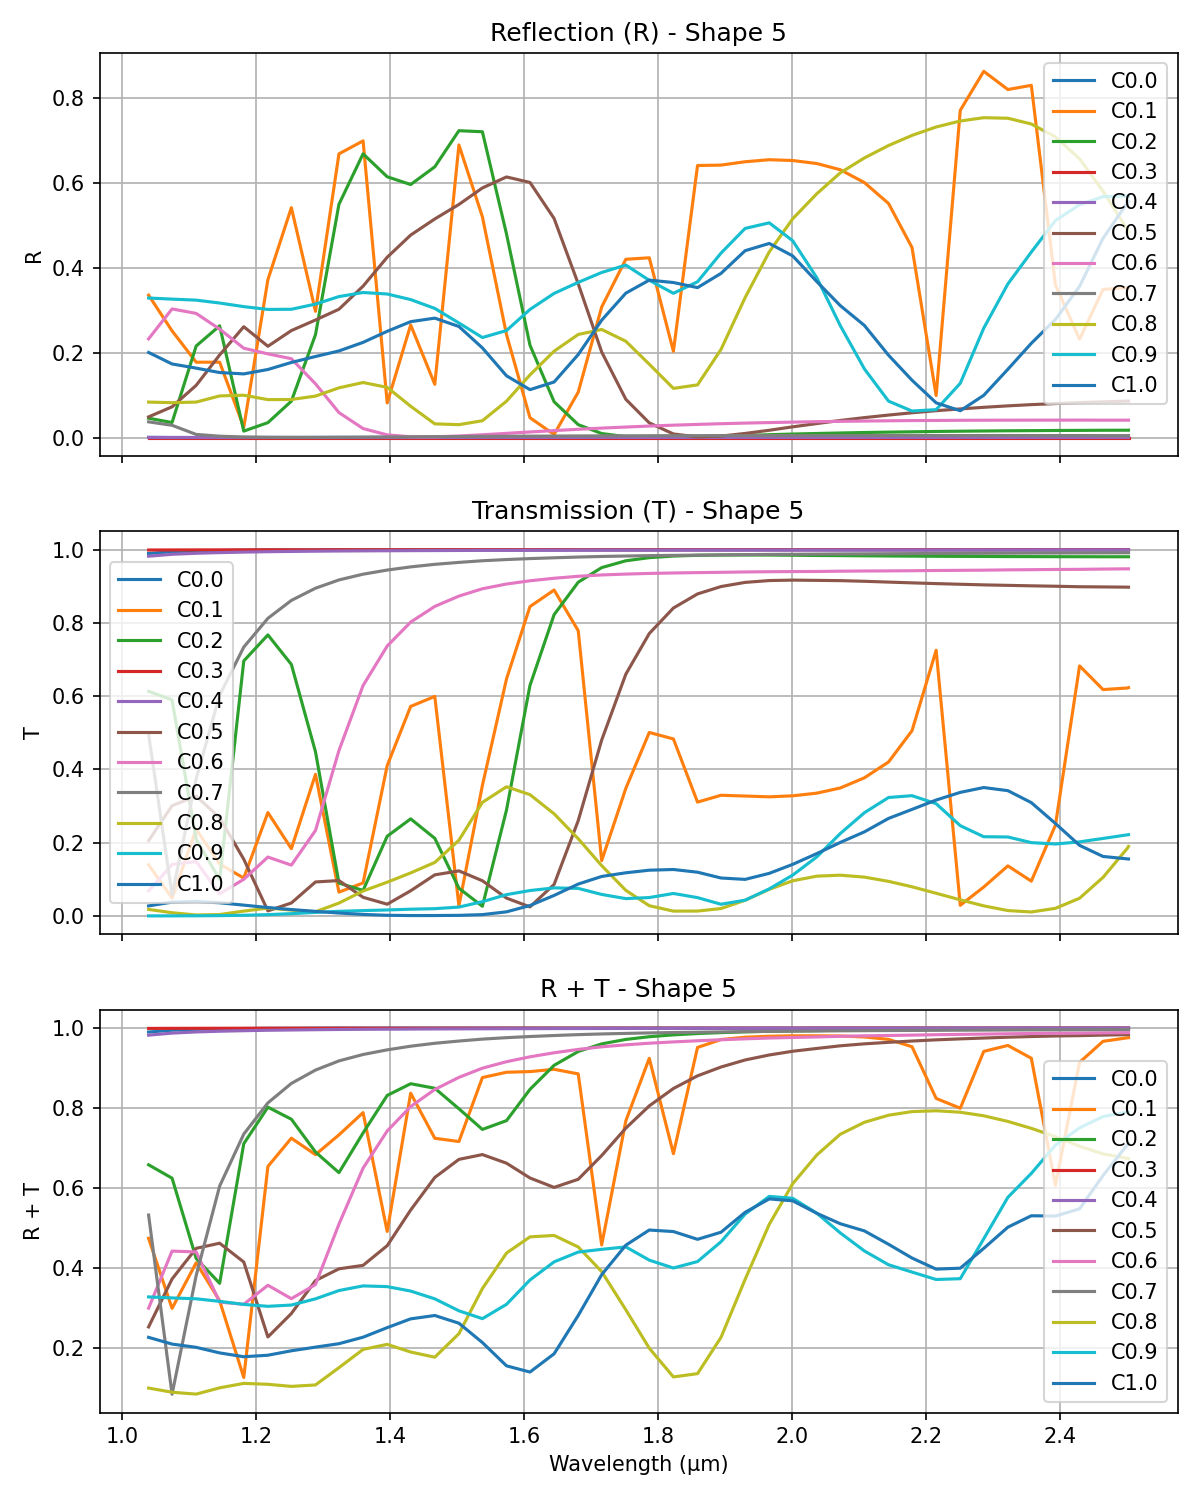 Reflection (R) - Shape 5
R
0.8
0.6
0.4
0.2
0.0
C0.0
C0.1
C0.2
C0.3
C0.4
C0.5
C0.6
C0.7
C0.8
C0.9
C1.0
Transmission (T) - Shape 5
T
1.0
0.8
0.6
0.4
0.2
0.0
C0.0
C0.1
C0.2
C0.3
C0.4
C0.5
C0.6
C0.7
C0.8
C0.9
C1.0
R + T - Shape 5
R + T
1.0
0.8
0.6
0.4
0.2
C0.0
C0.1
C0.2
C0.3
C0.4
C0.5
C0.6
C0.7
C0.8
C0.9
C1.0
1.0 1.2 1.4 1.6 1.8 2.0 2.2 2.4
Wavelength (μm)